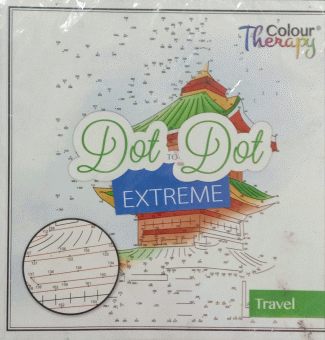 Colour
Therapy
Dot TO Dot
EXTREME
Travel